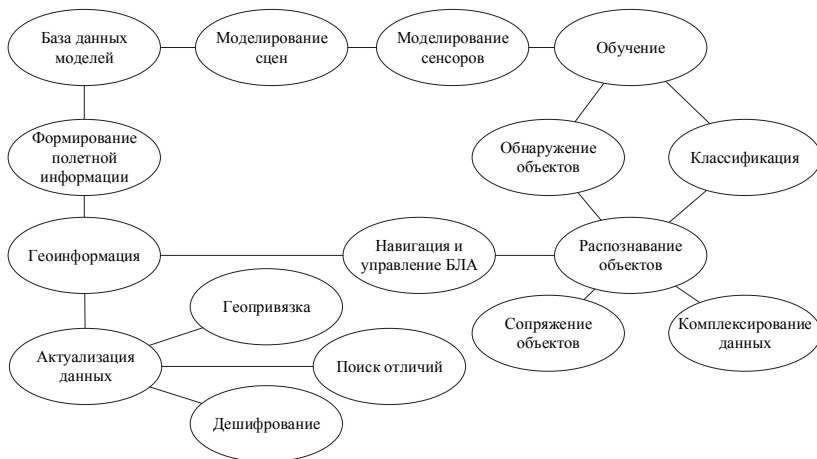 База данных
моделей
Моделирование
сцен
Моделирование
сенсоров
Обучение
Формирование
полетной
информации
Обнаружение
объектов
Классификация
Геоинформация
Навигация и
управление БЛА
Распознавание
объектов
Геопривязка
Сопряжение
объектов
Комплексирование
данных
Актуализация
данных
Поиск отличий
Дешифрование